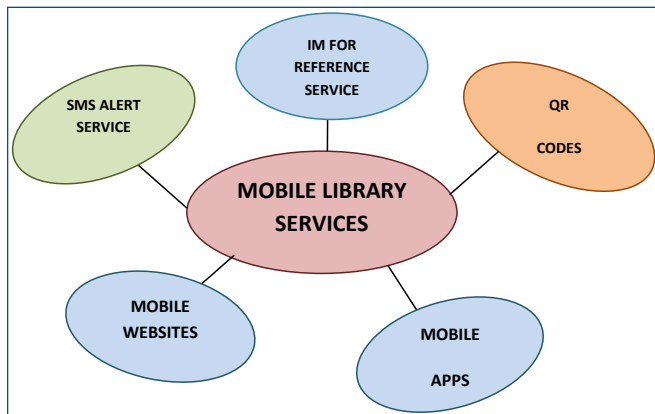 IM FOR
REFERENCE
SERVICE
SMS ALERT
SERVICE
QR
CODES
MOBILE LIBRARY
SERVICES
MOBILE
WEBSITES
MOBILE
APPS